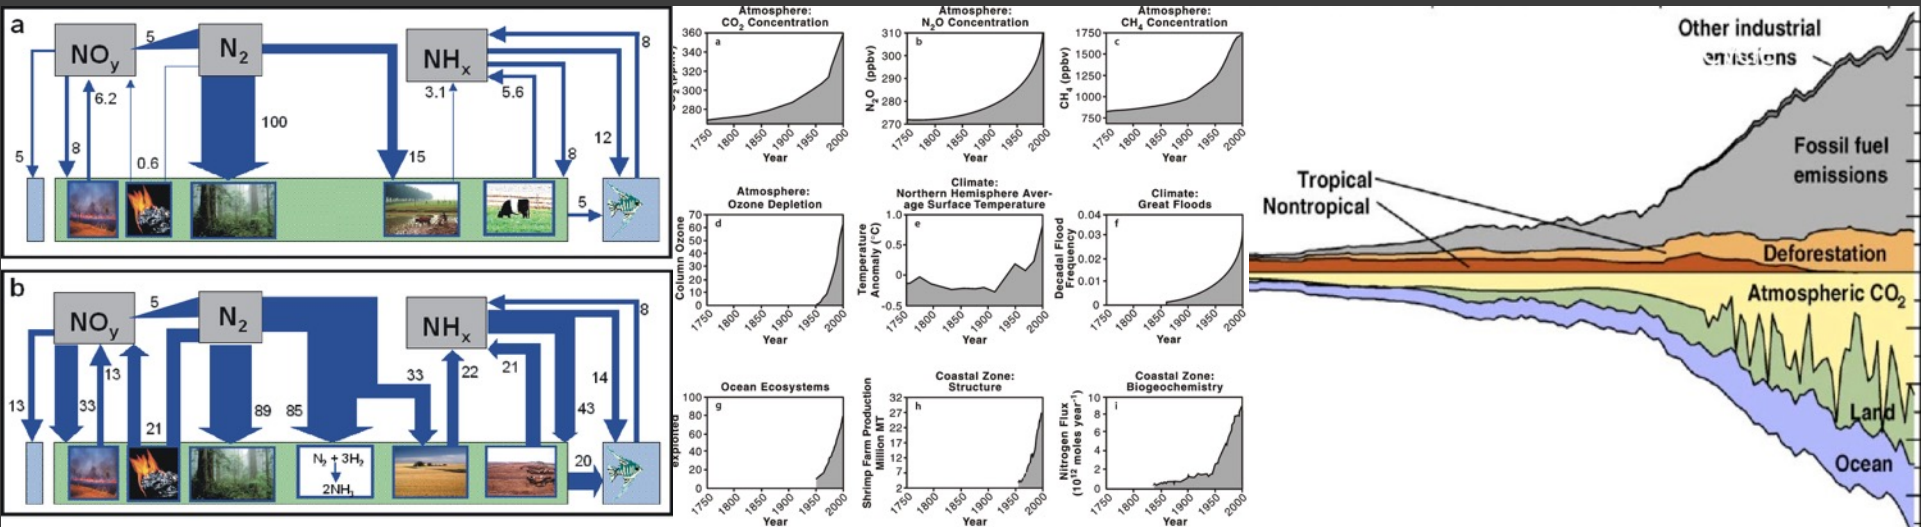 a
NOy
5
N2
NHx
8
6.2
3.1
5.6
100
5
8
0.6
15
8
12
5
b
NOy
5
N2
NHx
8
13
33
22
21
14
13
33
21
89
85
43
N2 + 3H2
2NH3
20
Atmosphere:
CO2 Concentration
a
360
340
320
300
280
1750
1800
1850
1900
1950
2000
Year
Atmosphere:
N2O Concentration
b
N2O (ppbv)
310
300
290
280
270
1750
1800
1850
1900
1950
2000
Year
Atmosphere:
CH4 Concentration
c
CH4 (ppbv)
1750
1500
1250
1000
750
1750
1800
1850
1900
1950
2000
Year
Atmosphere:
Ozone Depletion
d
Column Ozone
70
60
50
40
30
20
10
0
1750
1800
1850
1900
1950
2000
Year
Climate:
Northern Hemisphere Aver-
age Surface Temperature
e
Temperature
Anomaly (°C)
1.0
0.5
0
-0.5
1750
1800
1850
1900
1950
2000
Year
Climate:
Great Floods
f
Decadal Flood
Frequency
0.04
0.03
0.02
0.01
0
1750
1800
1850
1900
1950
2000
Year
Ocean Ecosystems
g
exploited
100
80
60
40
20
0
1750
1800
1850
1900
1950
2000
Year
Coastal Zone:
Structure
h
Shrimp Farm Production
Million MT
32
27
22
17
12
7
2
1750
1800
1850
1900
1950
2000
Year
Coastal Zone:
Biogeochemistry
i
Nitrogen Flux
(10¹² moles year⁻¹)
10
8
6
4
2
0
1750
1800
1850
1900
1950
2000
Year
Other industrial
emissions
Fossil fuel
emissions
Tropical
Nontropical
Deforestation
Atmospheric CO2
Land
Ocean